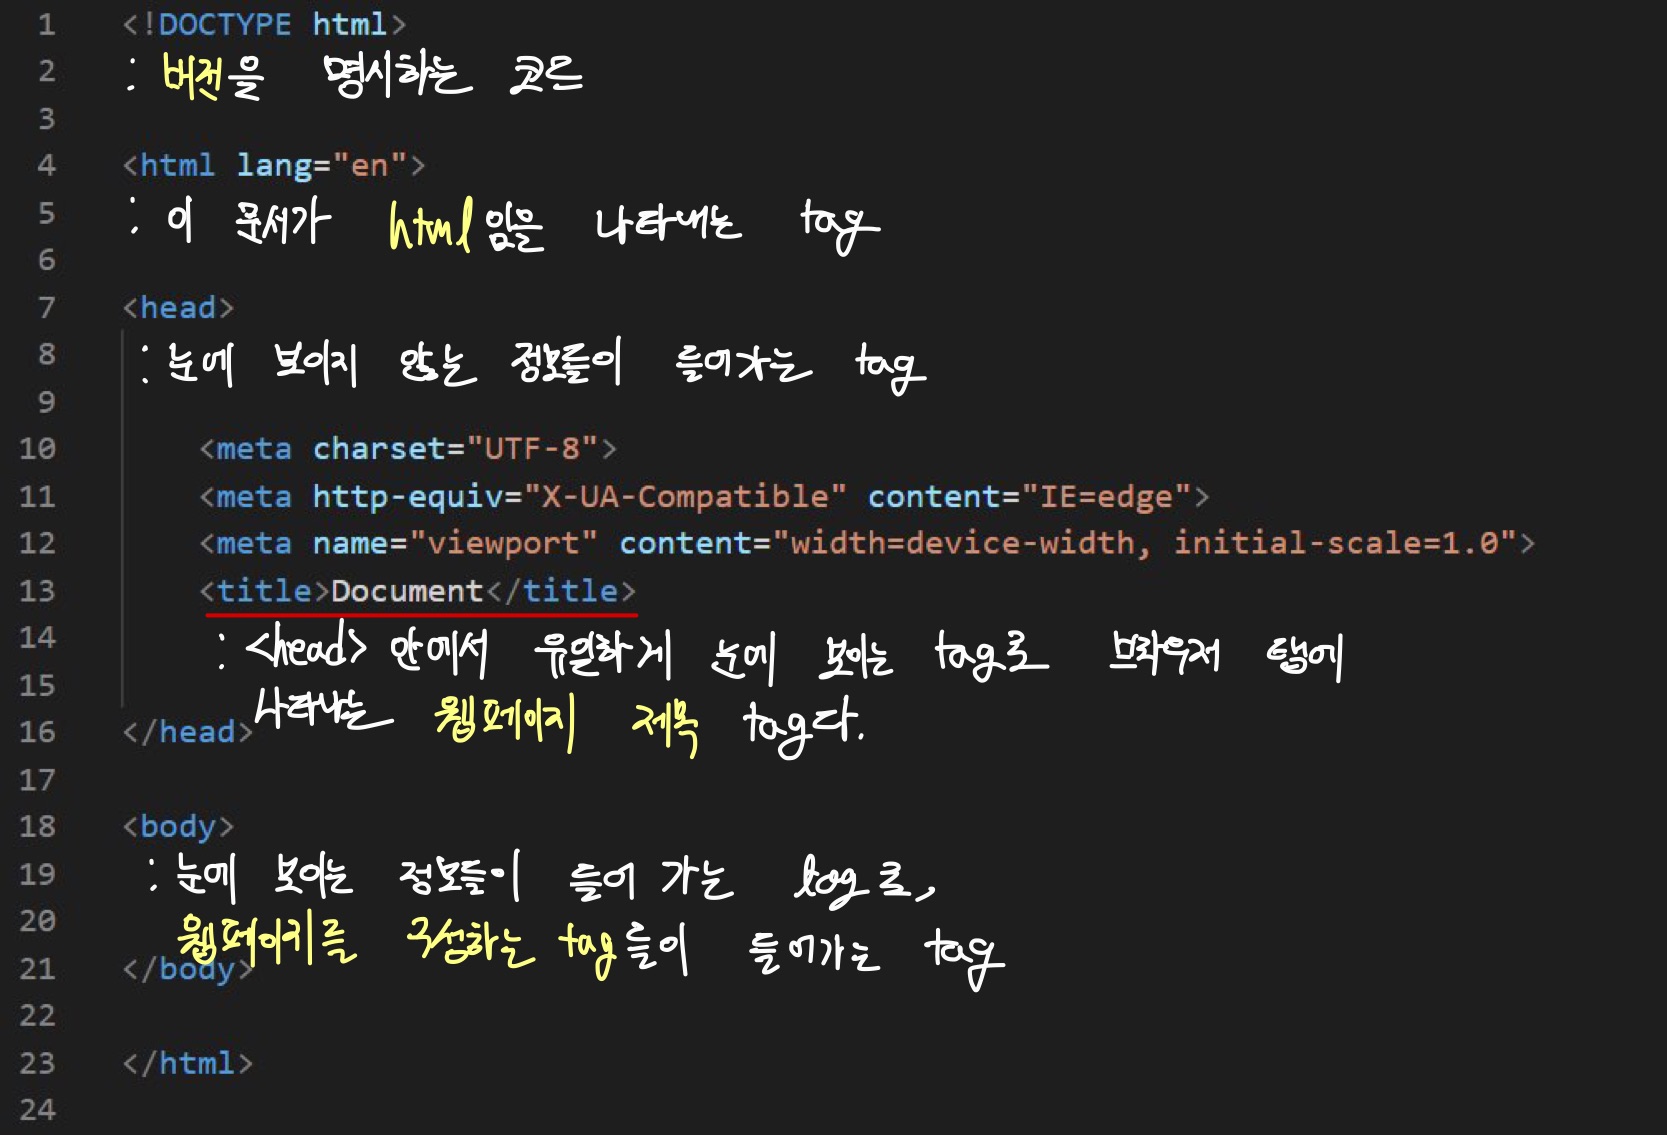 1 <!DOCTYPE html>
2 : 버전을 명시하는 코드
3
4 <html lang="en">
5 : 이 문서가 html임을 나타내는 tag
6
7 <head>
8 : 눈에 보이지 않는 정보들이 들어가는 tag
9
10 <meta charset="UTF-8">
11 <meta http-equiv="X-UA-Compatible" content="IE=edge">
12 <meta name="viewport" content="width=device-width, initial-scale=1.0">
13 <title>Document</title>
14 : <head> 안에서 유일하게 눈에 보이는 tag로 브라우저 탭에
15 나타나는 웹페이지 제목 tag다.
16 </head>
17
18 <body>
19 : 눈에 보이는 정보들이 들어가는 tag로,
20 웹페이지를 구성하는 tag들이 들어가는 tag
21 </body>
22
23 </html>
24